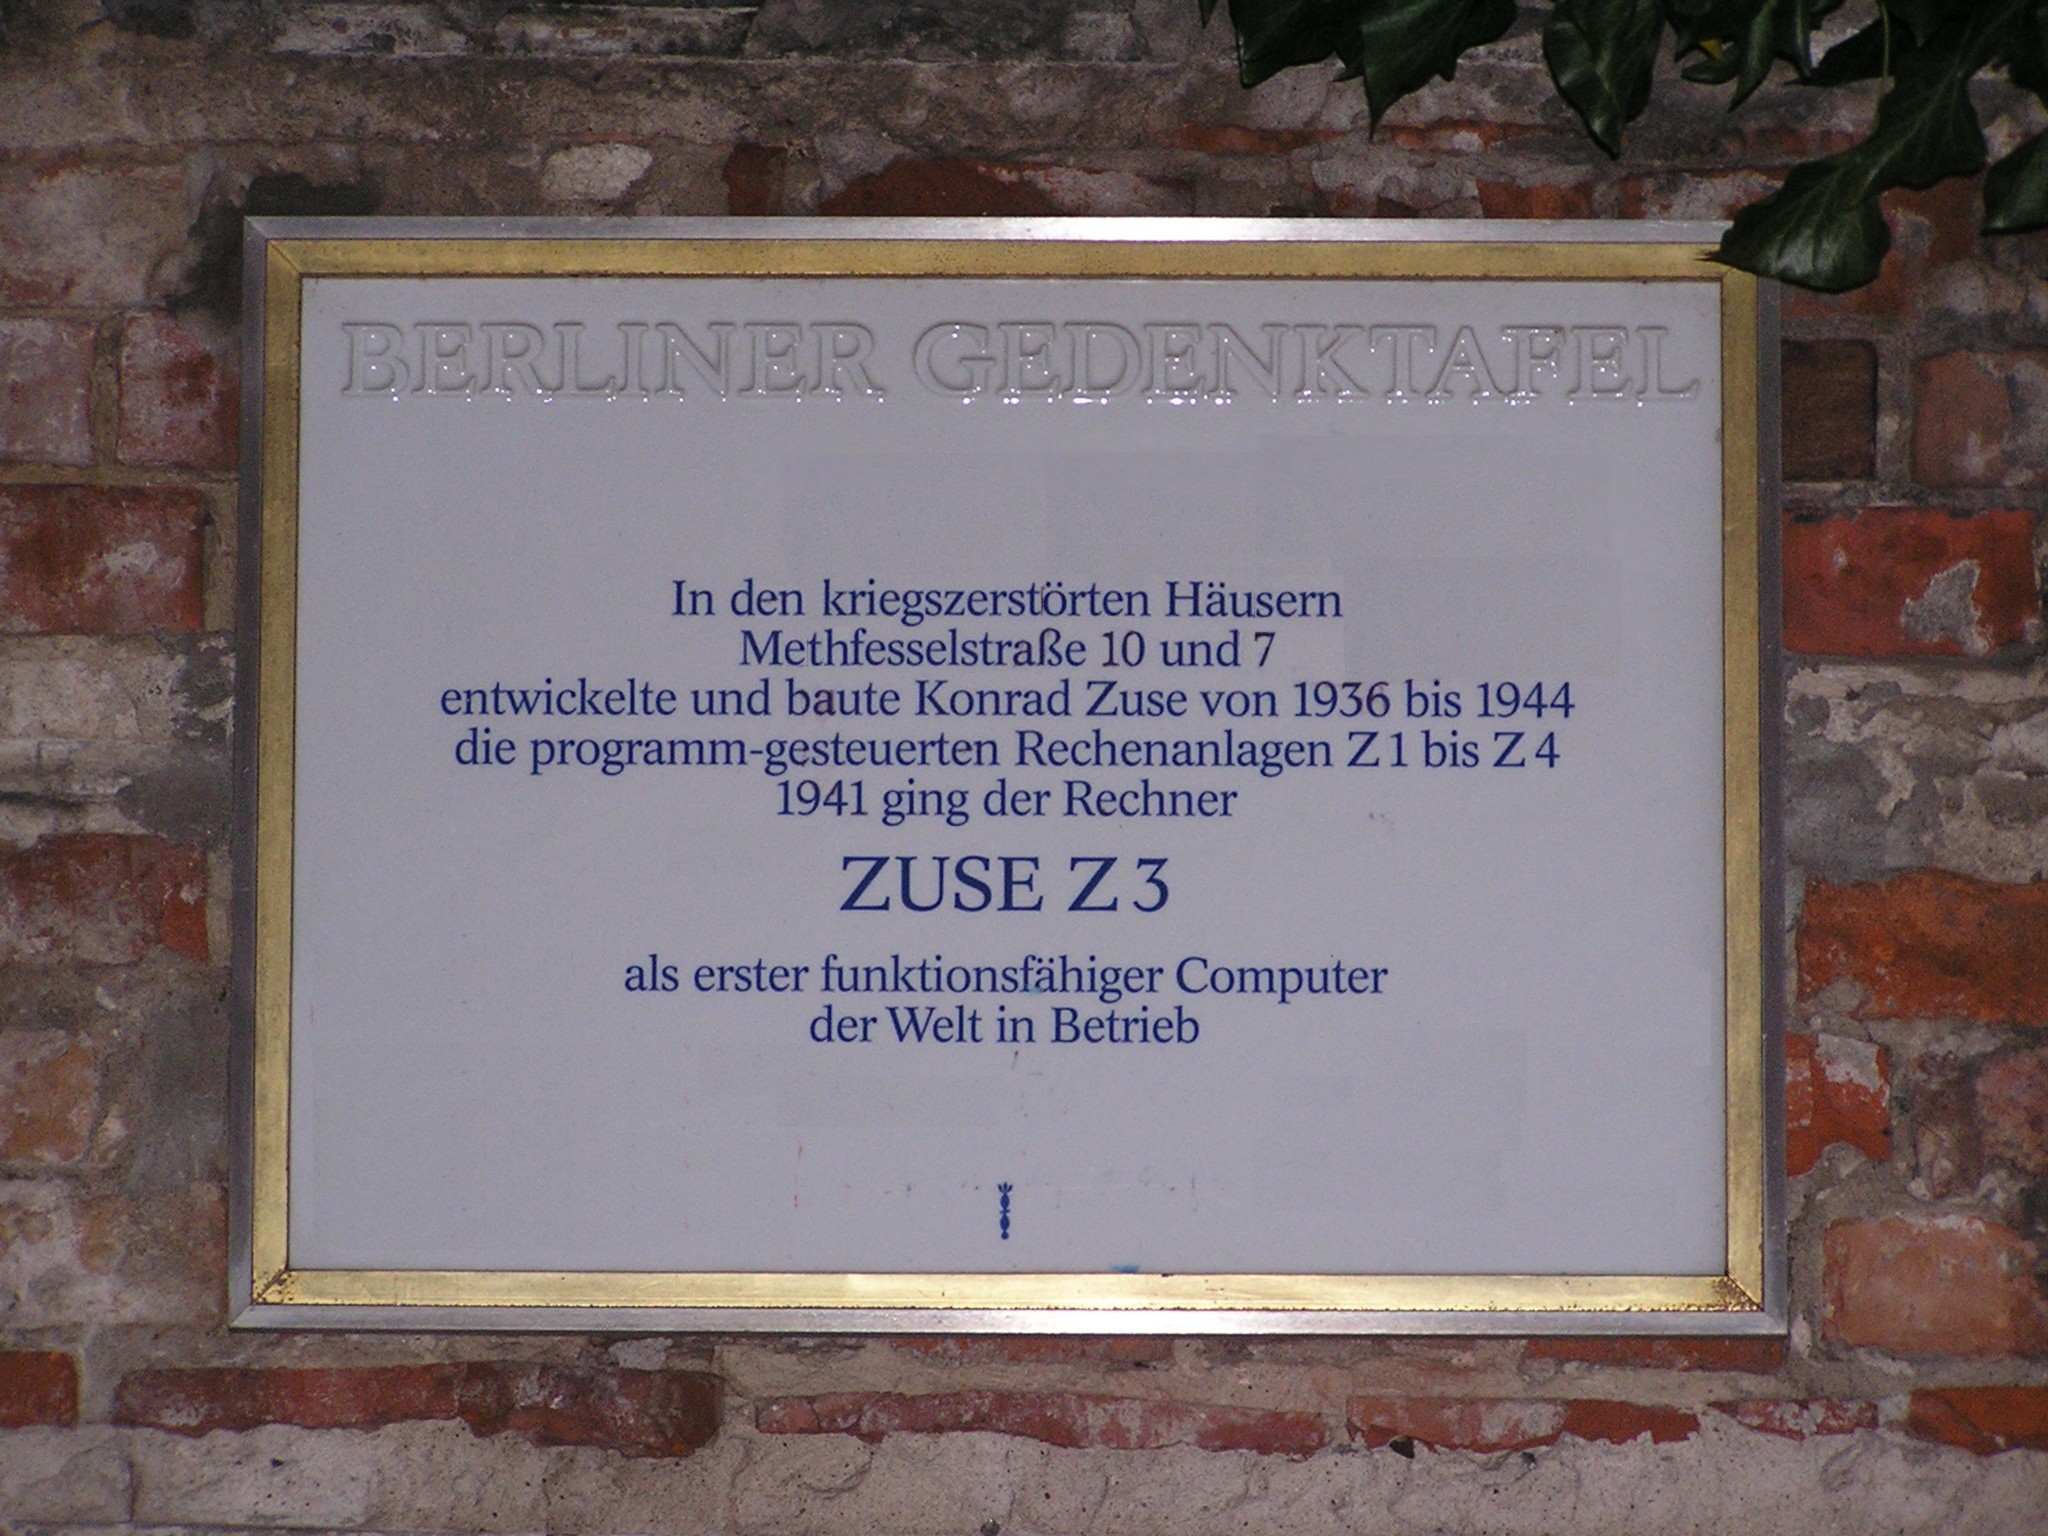 BERLINER GEDENKTAFEL
In den kriegszerstörten Häusern
Methfesselstraße 10 und 7
entwickelte und baute Konrad Zuse von 1936 bis 1944
die programm-gesteuerten Rechenanlagen Z 1 bis Z 4
1941 ging der Rechner
ZUSE Z 3
als erster funktionsfähiger Computer
der Welt in Betrieb